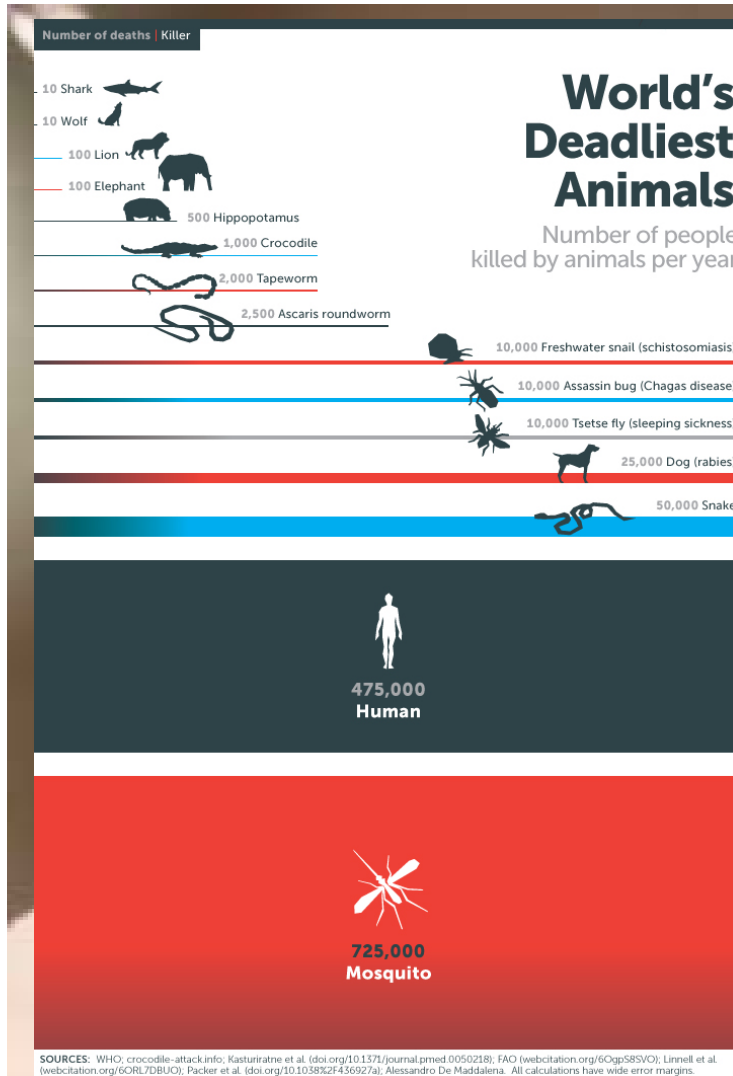 Number of deaths | Killer
World's
Deadliest
Animals
Number of people
killed by animals per year
10 Shark
10 Wolf
100 Lion
100 Elephant
500 Hippopotamus
1,000 Crocodile
2,000 Tapeworm
2,500 Ascaris roundworm
10,000 Freshwater snail (schistosomiasis
10,000 Assassin bug (Chagas disease
10,000 Tsetse fly (sleeping sickness)
25,000 Dog (rabies)
50,000 Snake
475,000
Human
725,000
Mosquito
SOURCES: WHO; crocodile-attack.info; Kasturiratne et al. (doi.org/10.1371/journal.pmed.0050218); FAO (webcitation.org/6OgpS8SVO); Linnell et al.
(webcitation.org/6ORL7DBUO); Packer et al. (doi.org/10.1038%2F436927a); Alessandro De Maddalena. All calculations have wide error margins.